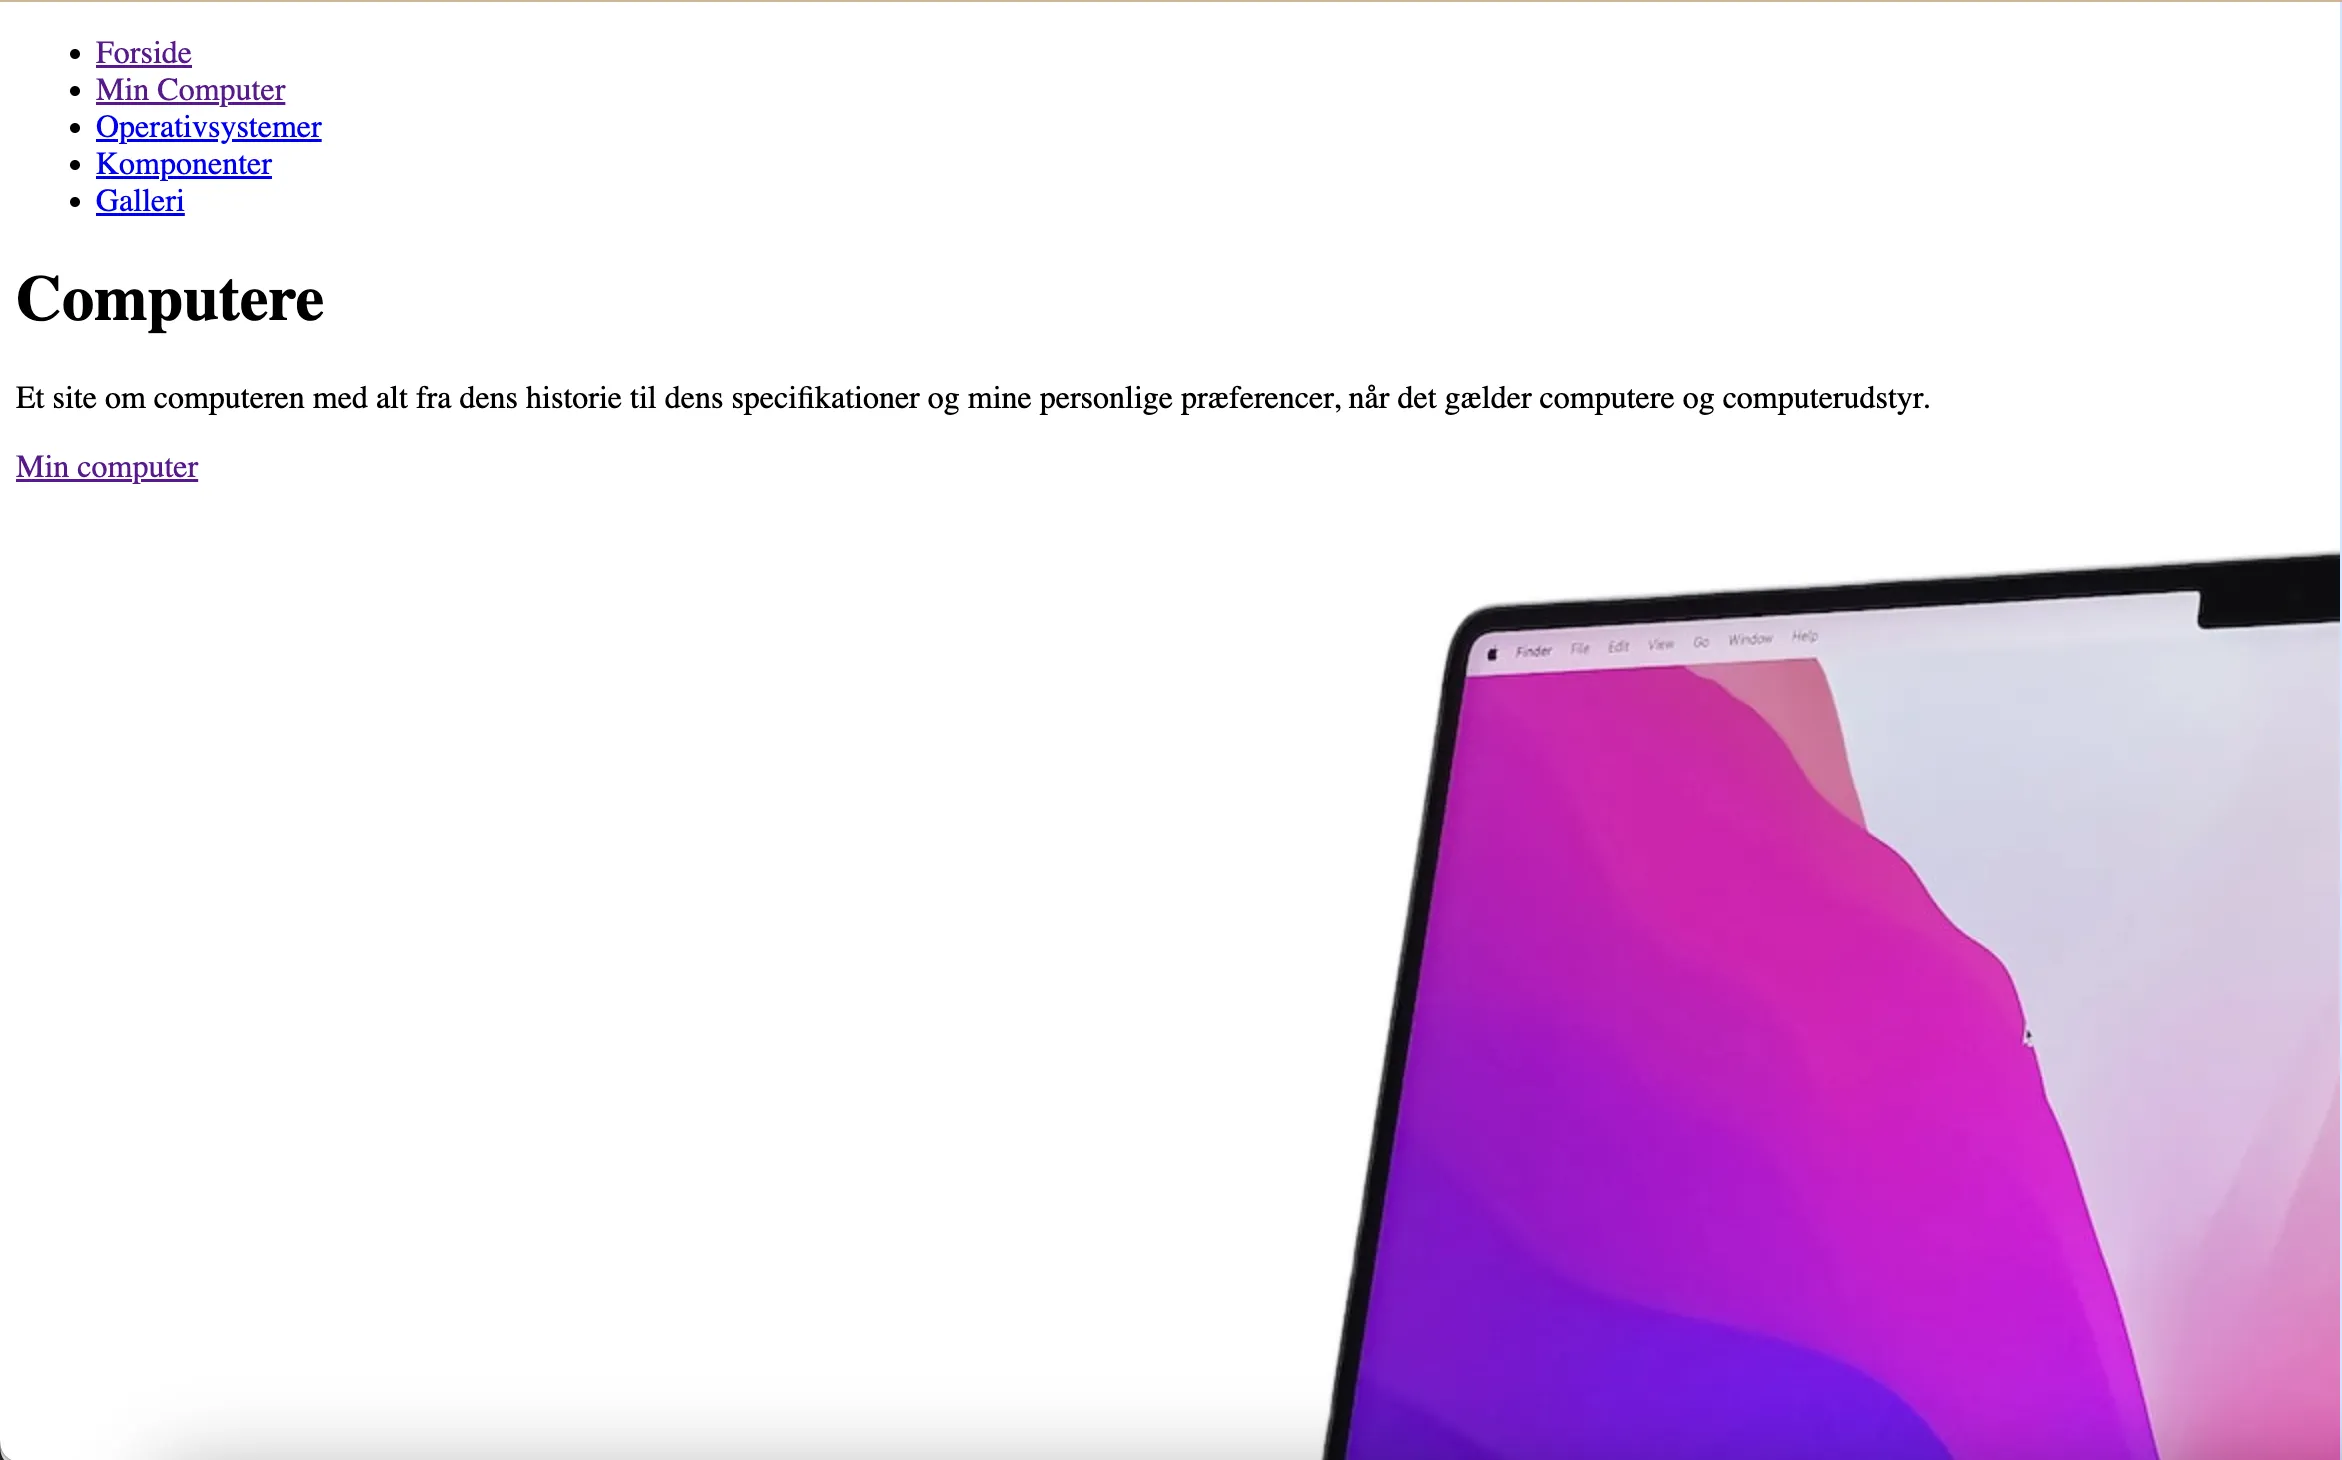 Forside
Min Computer
Operativsystemer
Komponenter
Galleri
Computere
Et site om computeren med alt fra dens historie til dens specifikationer og mine personlige præferencer, når det gælder computere og computerudstyr.
Min computer
Finder File Edit View Go Window Help